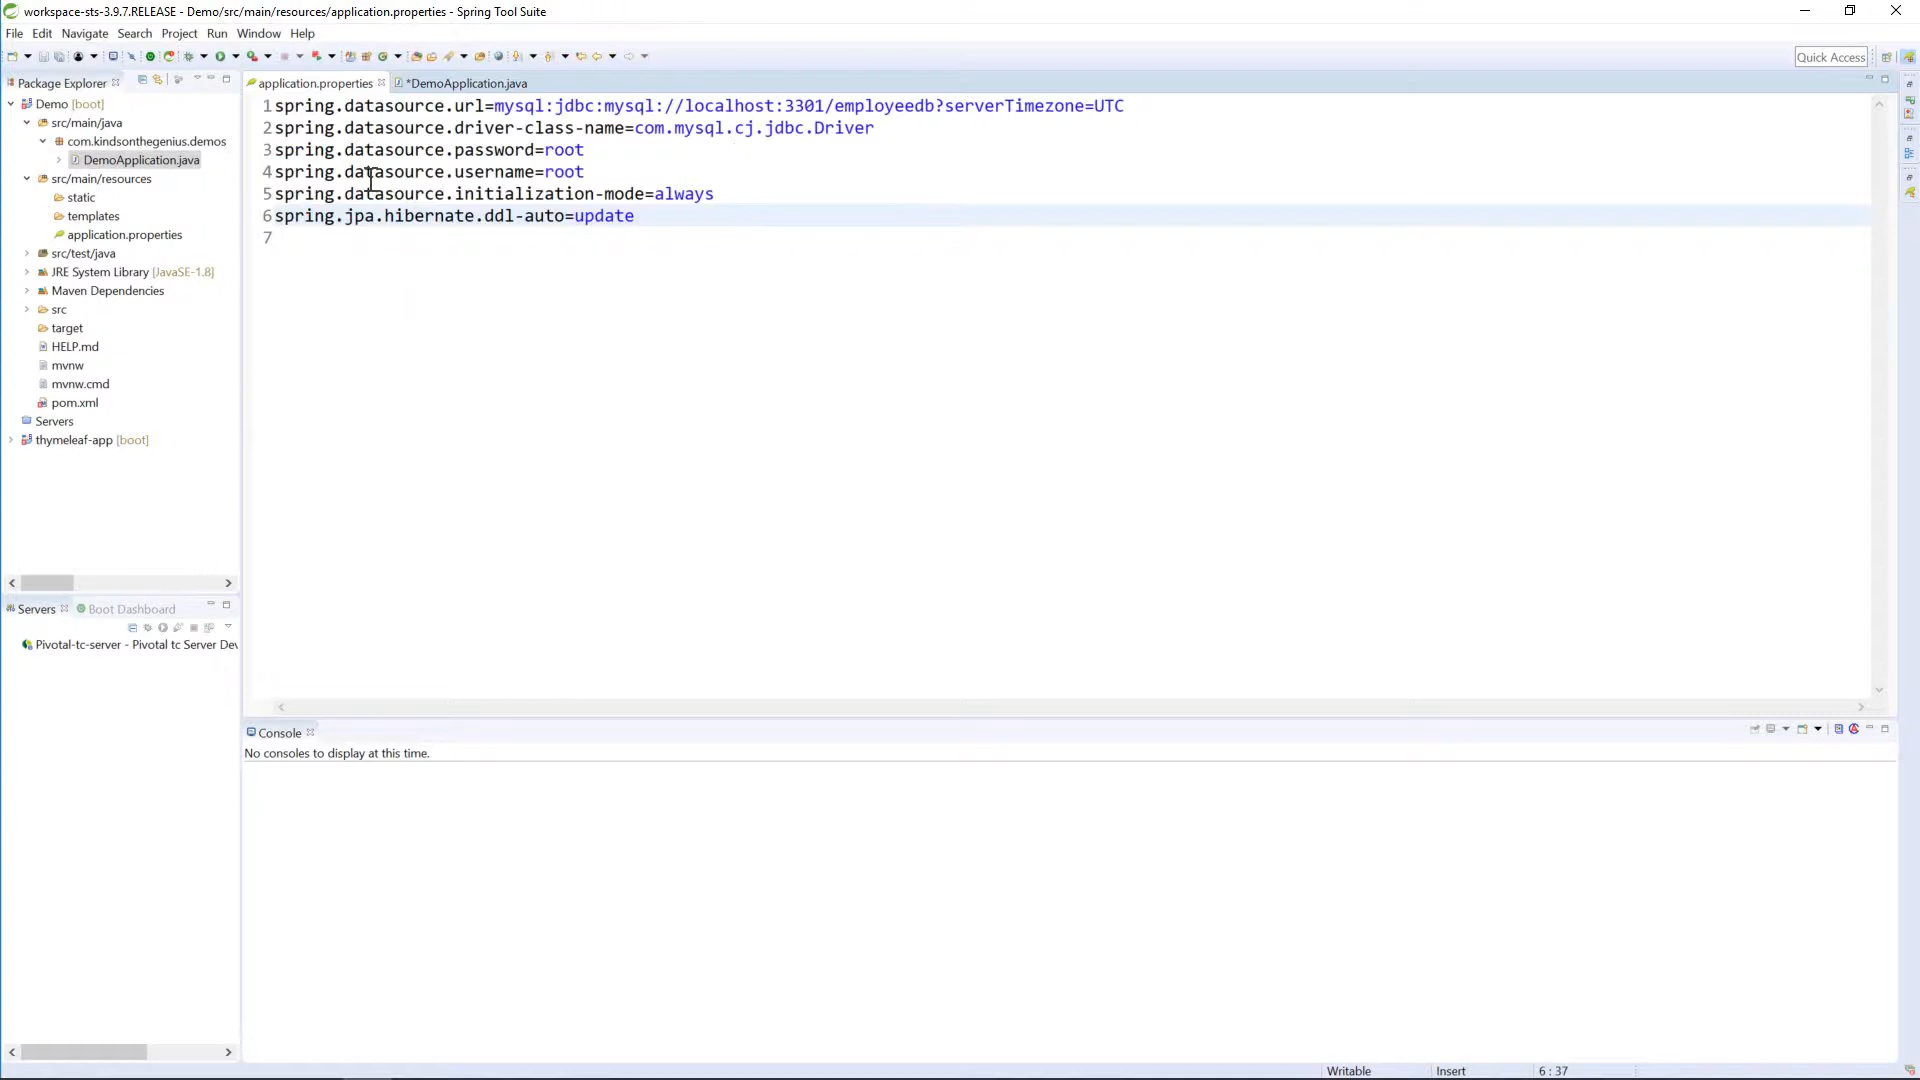 workspace-sts-3.9.7.RELEASE - Demo/src/main/resources/application.properties - Spring Tool Suite
File Edit Navigate Search Project Run Window Help
Quick Access
Package Explorer
application.properties
*DemoApplication.java
Demo [boot]
src/main/java
com.kindsonthegenius.demos
DemoApplication.java
src/main/resources
static
templates
application.properties
src/test/java
JRE System Library [JavaSE-1.8]
Maven Dependencies
src
target
HELP.md
mvnw
mvnw.cmd
pom.xml
Servers
thymeleaf-app [boot]
1 spring.datasource.url=mysql:jdbc:mysql://localhost:3301/employeedb?serverTimezone=UTC
2 spring.datasource.driver-class-name=com.mysql.cj.jdbc.Driver
3 spring.datasource.password=root
4 spring.datasource.username=root
5 spring.datasource.initialization-mode=always
6 spring.jpa.hibernate.ddl-auto=update
7
Servers
Boot Dashboard
Pivotal-tc-server - Pivotal tc Server Dev
Console
No consoles to display at this time.
Writable
Insert
6 : 37